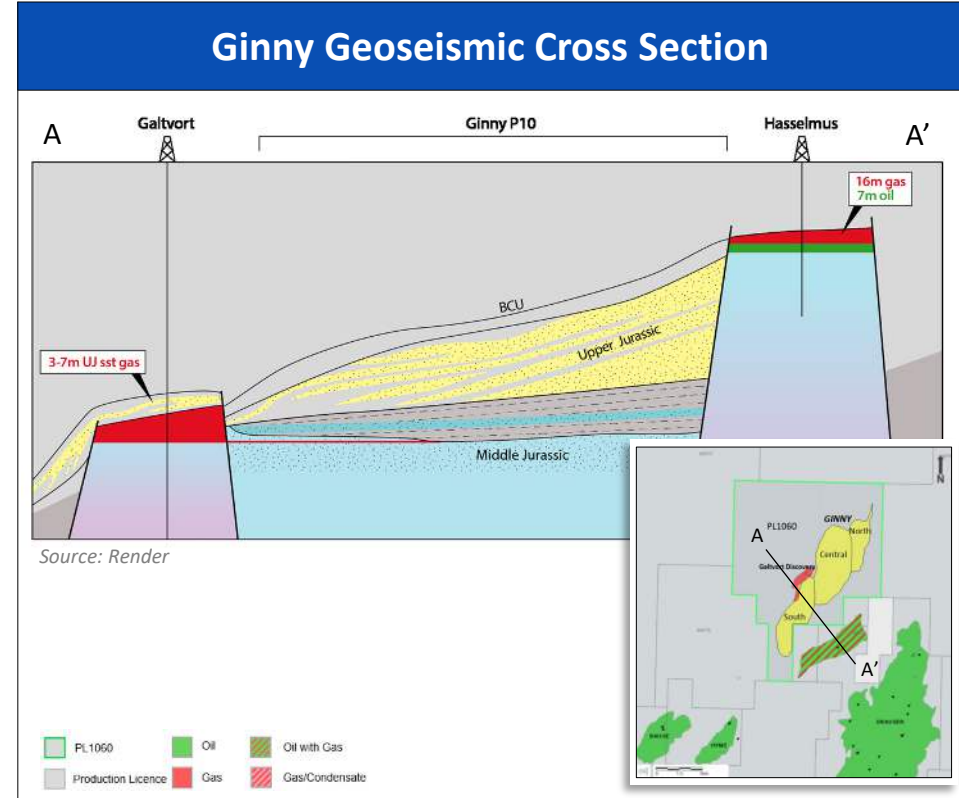 Ginny Geoseismic Cross Section
A
Galtvort
Ginny P10
Hasselmus
A’
16m gas
7m oil
BCU
Upper Jurassic
3-7m UJ sst gas
Middle Jurassic
Source: Render
N
PL1060
GINNY
North
A
Central
Galtvort Discovery
South
A’
DRAUGEN
HYME
PL1060
Oil
Oil with Gas
Production Licence
Gas
Gas/Condensate